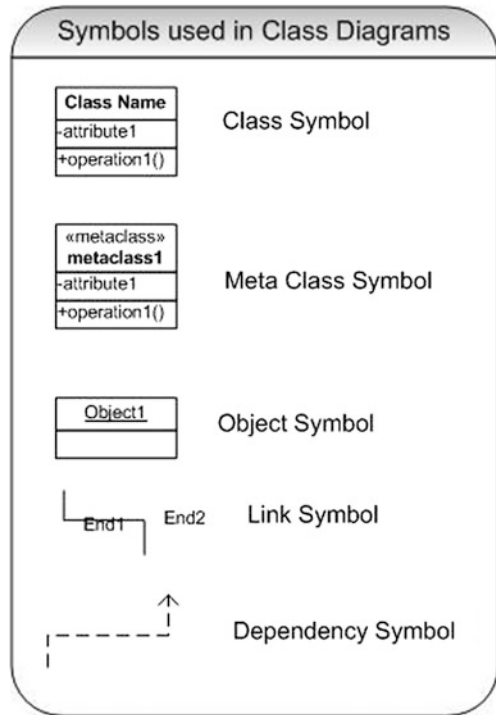 Symbols used in Class Diagrams
Class Name
-attribute1
+operation1()
Class Symbol
«metaclass»
metaclass1
-attribute1
+operation1()
Meta Class Symbol
Object1
Object Symbol
End1 End2
Link Symbol
Dependency Symbol